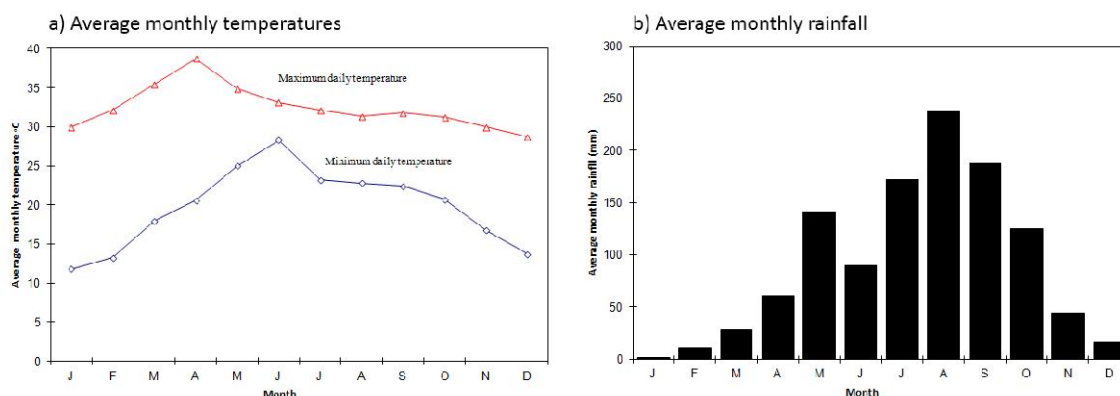 a) Average monthly temperatures
40
35
30
25
20
15
10
5
0
Average monthly temperature °C
Maximum daily temperature
Minimum daily temperature
J F M A M J J A S O N D
Month
b) Average monthly rainfall
300
250
200
150
100
50
0
Average monthly rainfll (mm)
J F M A M J J A S O N D
Month